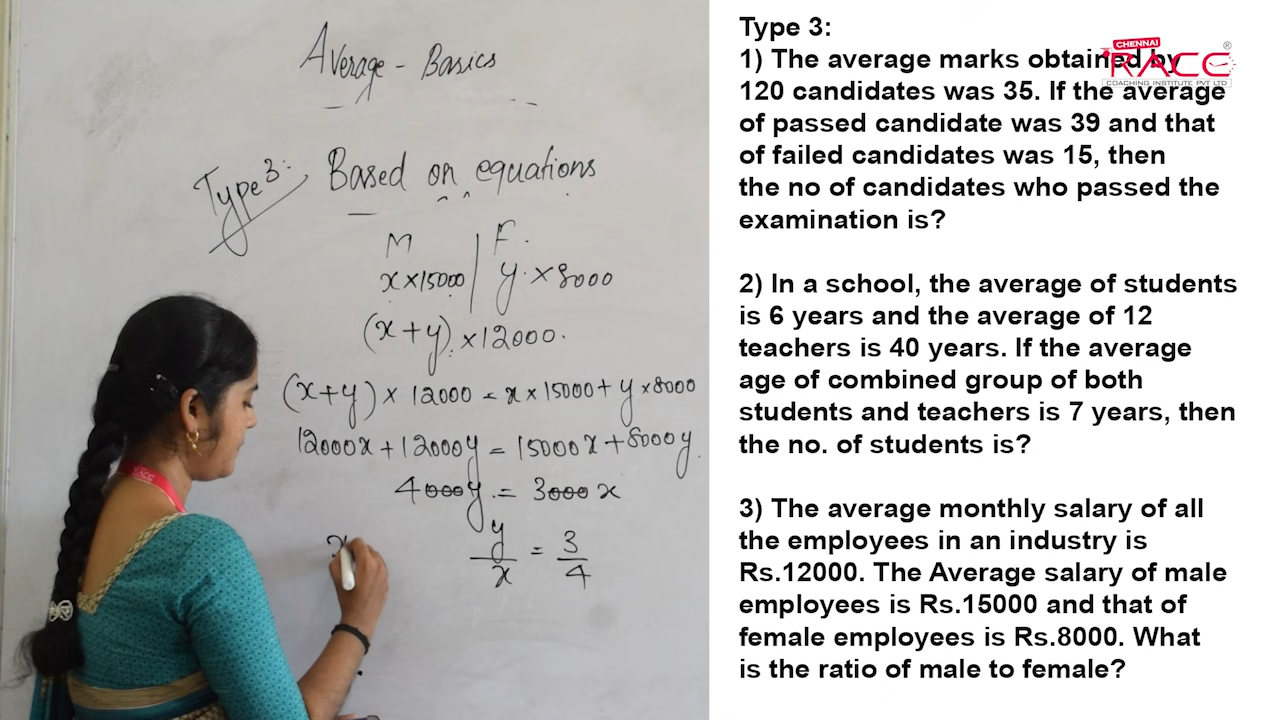 Average - Basics
Type 3:
Based on equations
M | F.
x×15000 | y×8000
(x+y)×12000.
(x+y)×12000 = x×15000+y×8000
12000x+12000y = 15000x+8000y.
4000y = 3000x
y/x = 3/4
x
RACE
Type 3:
1) The average marks obtained by
120 candidates was 35. If the average
of passed candidate was 39 and that
of failed candidates was 15, then
the no of candidates who passed the
examination is?
2) In a school, the average of students
is 6 years and the average of 12
teachers is 40 years. If the average
age of combined group of both
students and teachers is 7 years, then
the no. of students is?
3) The average monthly salary of all
the employees in an industry is
Rs.12000. The Average salary of male
employees is Rs.15000 and that of
female employees is Rs.8000. What
is the ratio of male to female?
CHENNAI
RACE
COACHING INSTITUTE PVT LTD
®